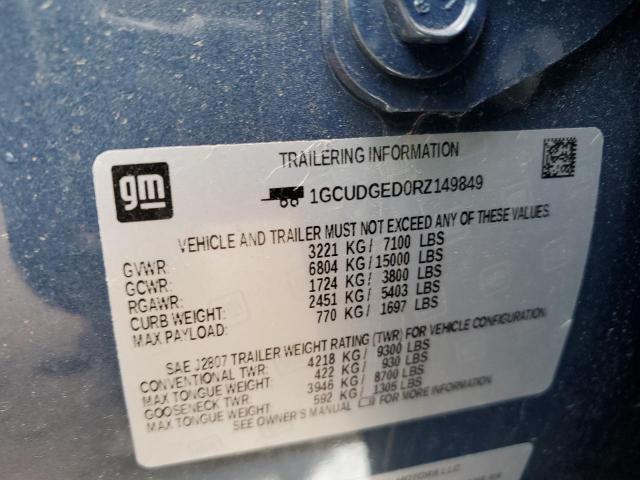 gm
TRAILERING INFORMATION
1GCUDGED0RZ149849
VEHICLE AND TRAILER MUST NOT EXCEED ANY OF THESE VALUES.
GVWR: 3221 KG/ 7100 LBS
GCWR: 6804 KG/ 15000 LBS
RGAWR: 1724 KG/ 3800 LBS
CURB WEIGHT: 2451 KG/ 5403 LBS
MAX PAYLOAD: 770 KG/ 1697 LBS
SAE J2807 TRAILER WEIGHT RATING (TWR) FOR VEHICLE CONFIGURATION.
CONVENTIONAL TWR: 4218 KG/ 9300 LBS
MAX TONGUE WEIGHT: 422 KG/ 930 LBS
GOOSENECK TWR: 3946 KG/ 8700 LBS
MAX TONGUE WEIGHT: 592 KG/ 1305 LBS
SEE OWNER'S MANUAL FOR MORE INFORMATION
MOTORS LLC